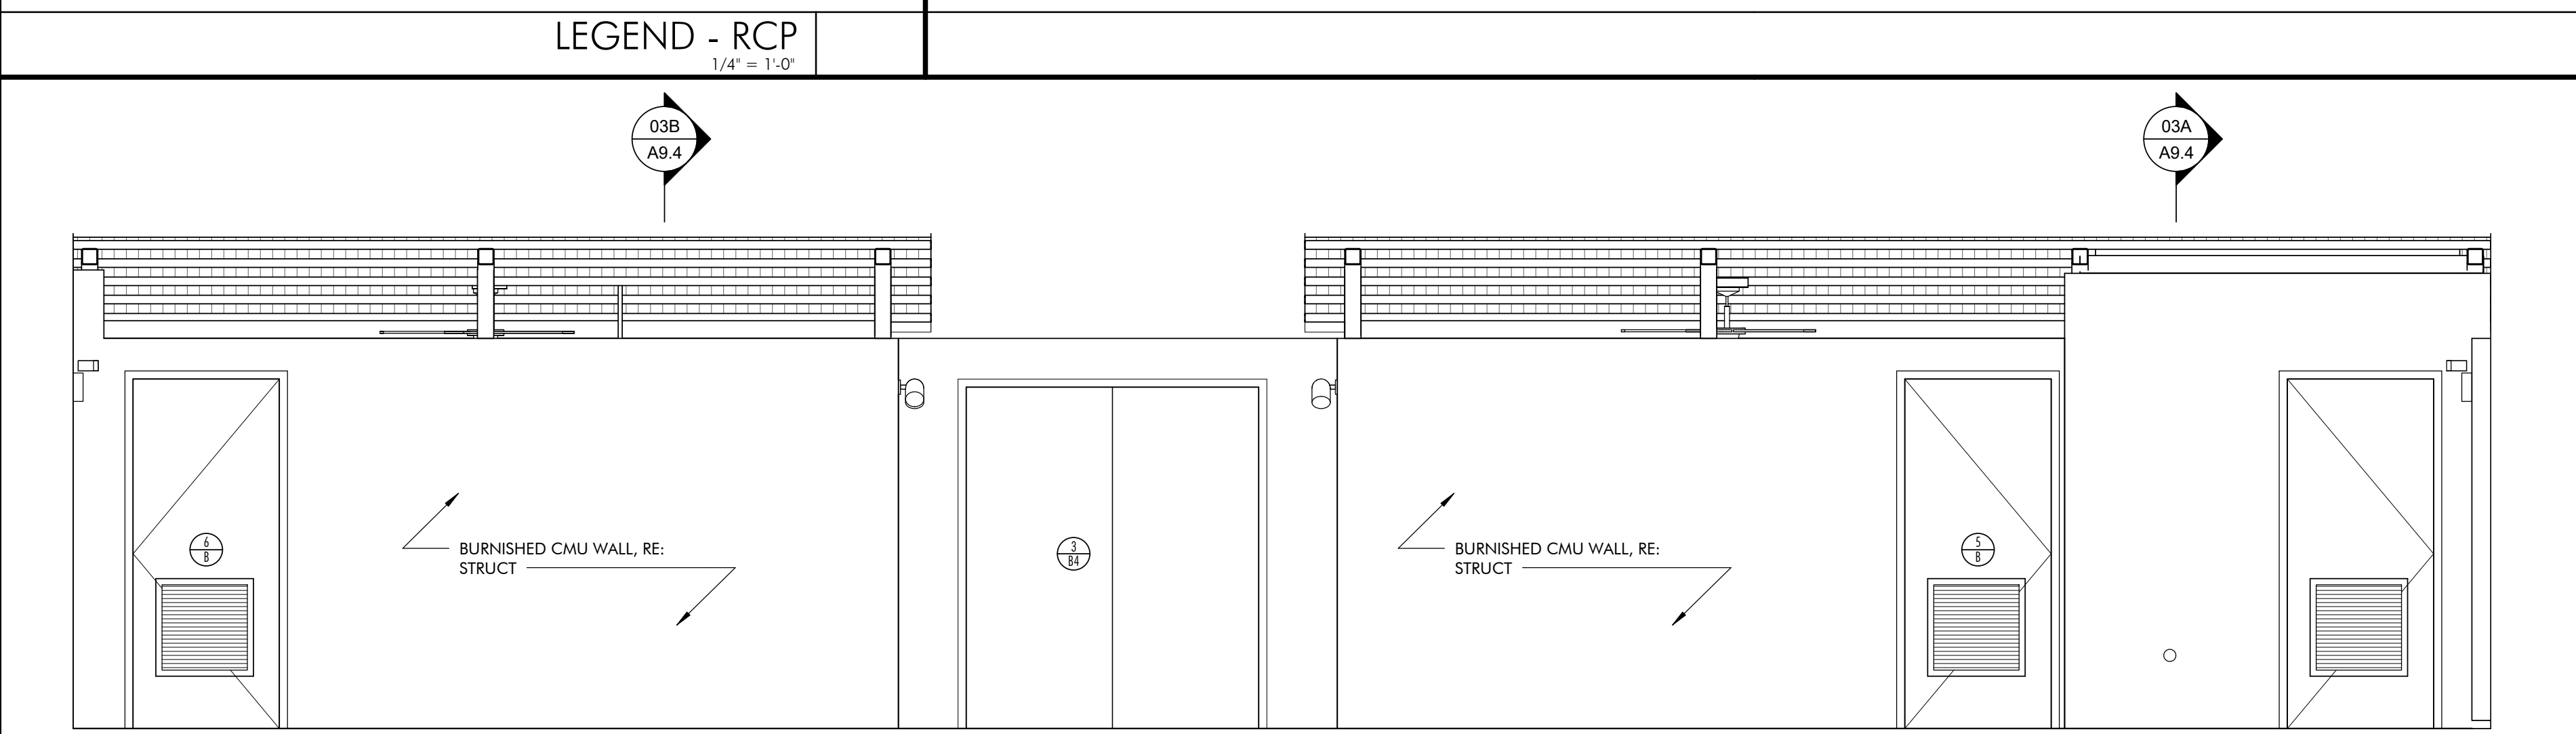 LEGEND - RCP
1/4" = 1'-0"
03B
A9.4
03A
A9.4
6
B
BURNISHED CMU WALL, RE:
STRUCT
3
B4
BURNISHED CMU WALL, RE:
STRUCT
5
B